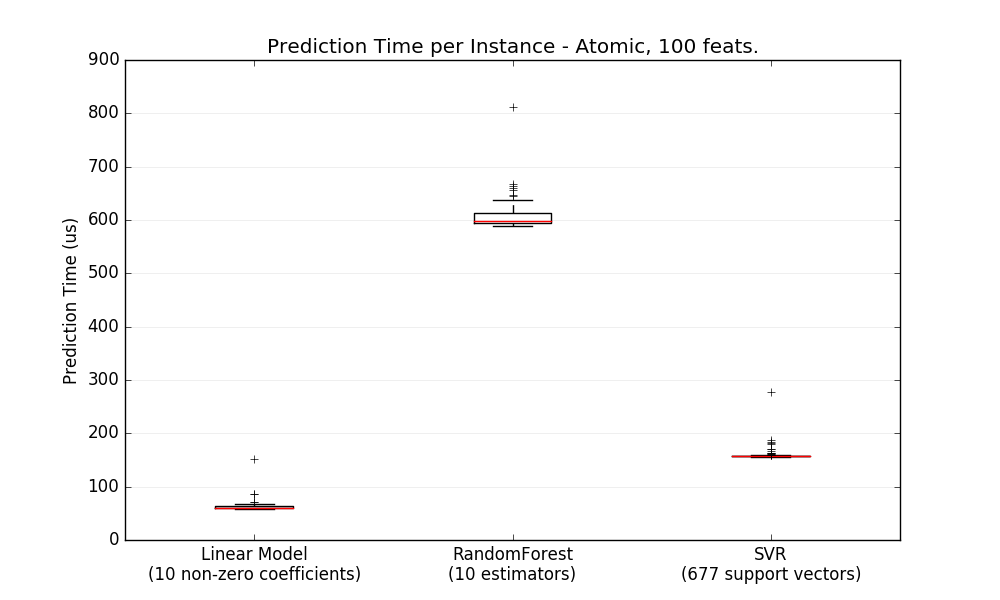 Prediction Time per Instance - Atomic, 100 feats.
900
800
700
600
500
400
300
200
100
0
Prediction Time (us)
Linear Model
(10 non-zero coefficients)
RandomForest
(10 estimators)
SVR
(677 support vectors)